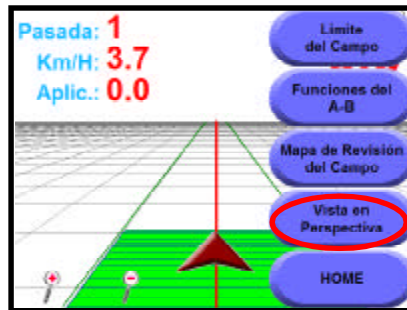 Pasada: 1
Km/H: 3.7
Aplic.: 0.0
Limite
del Campo
Funciones del
A-B
Mapa de Revisión
del Campo
Vista en
Perspectiva
HOME